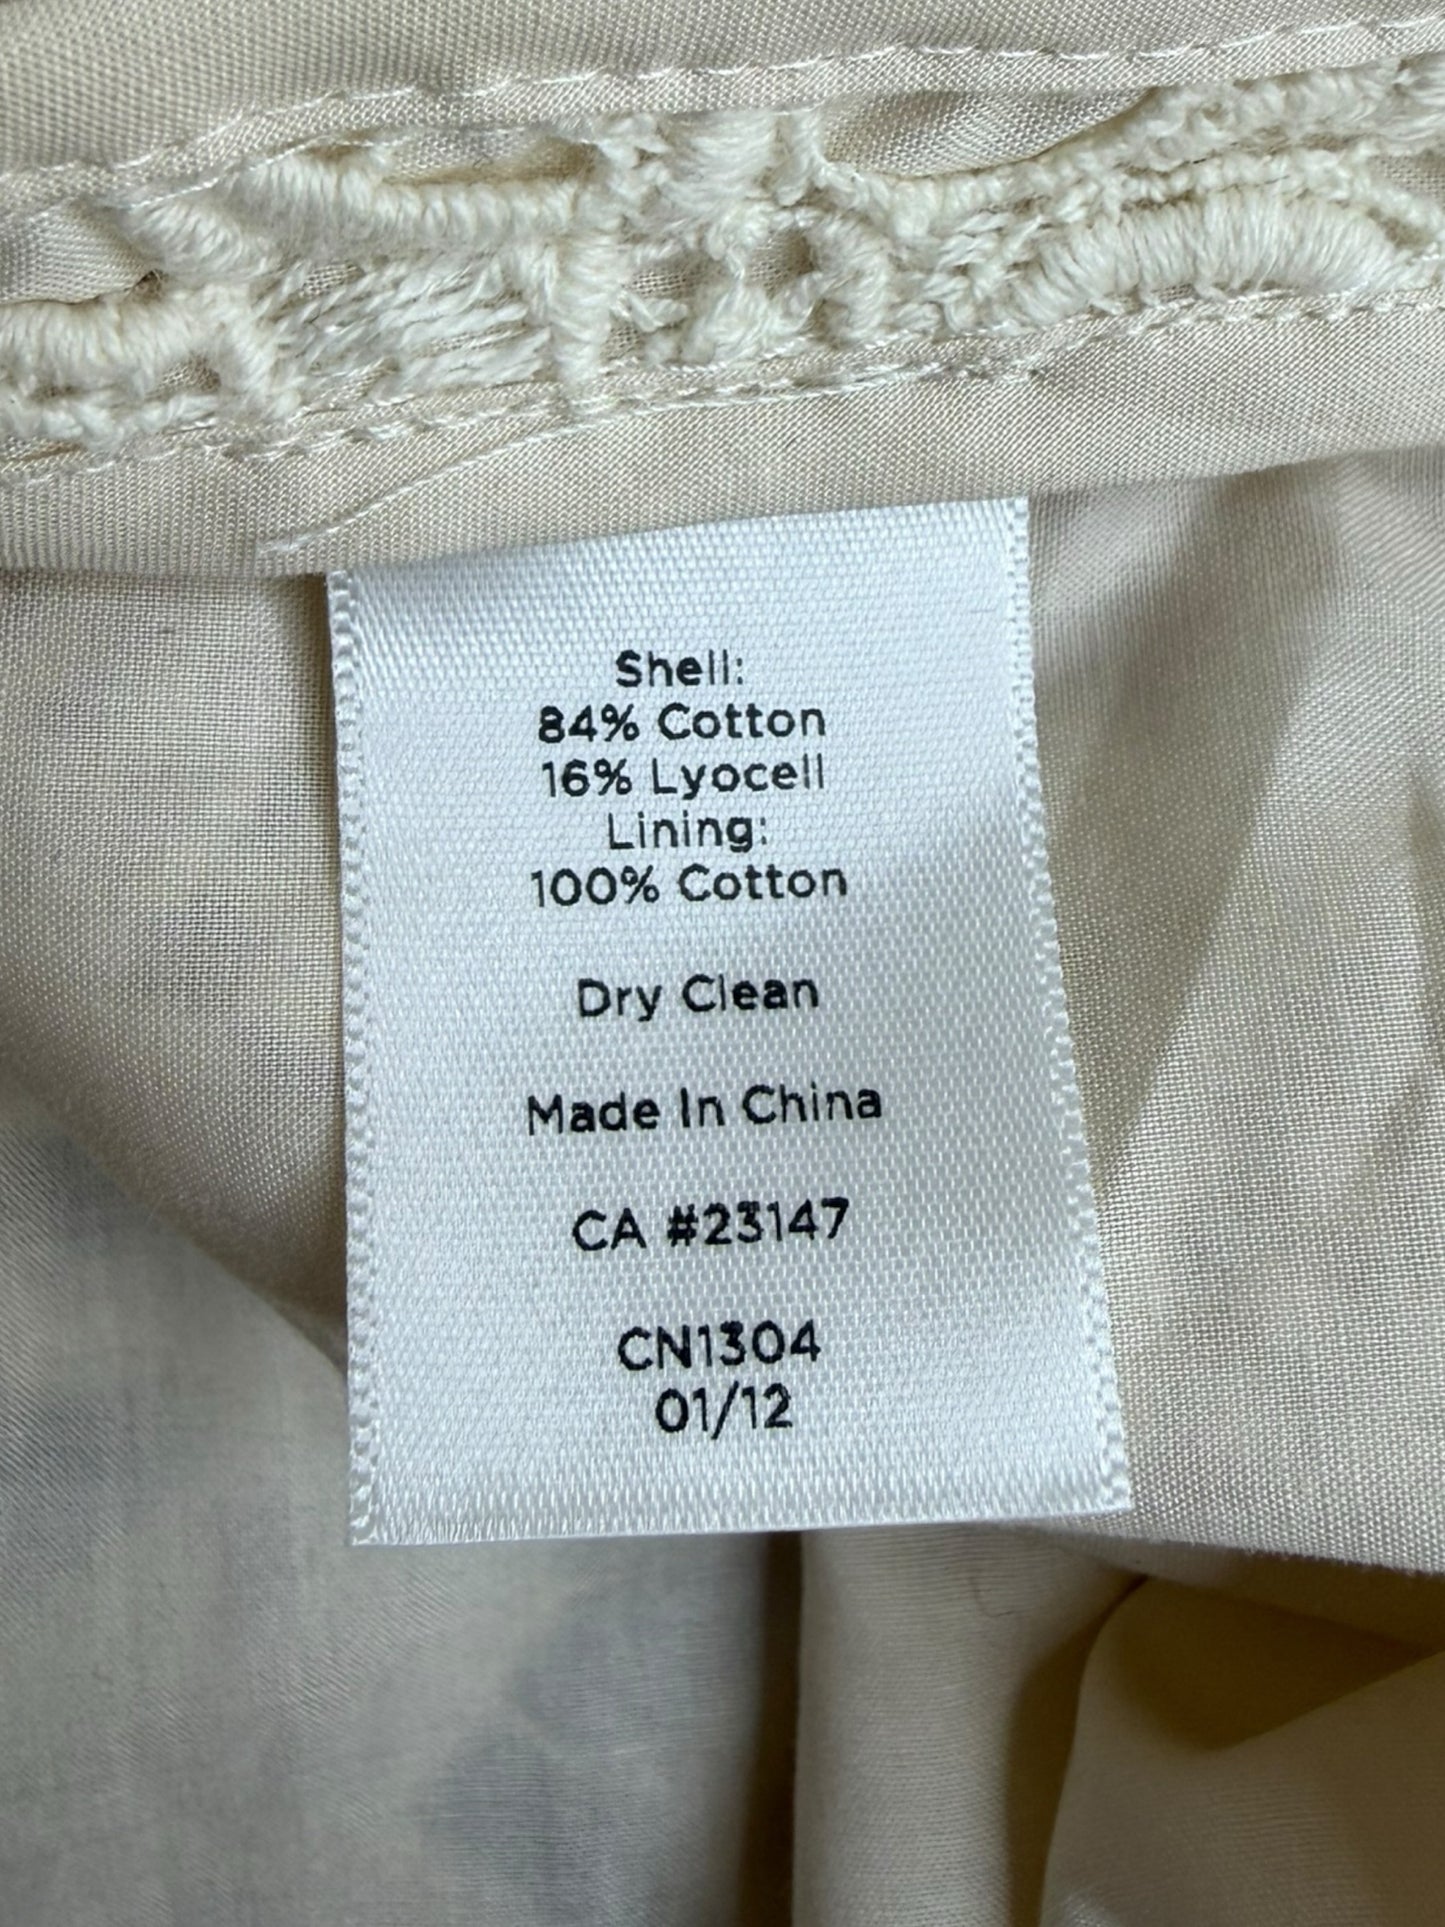 Shell:
84% Cotton
16% Lyocell
Lining:
100% Cotton
Dry Clean
Made In China
CA #23147
CN1304
01/12